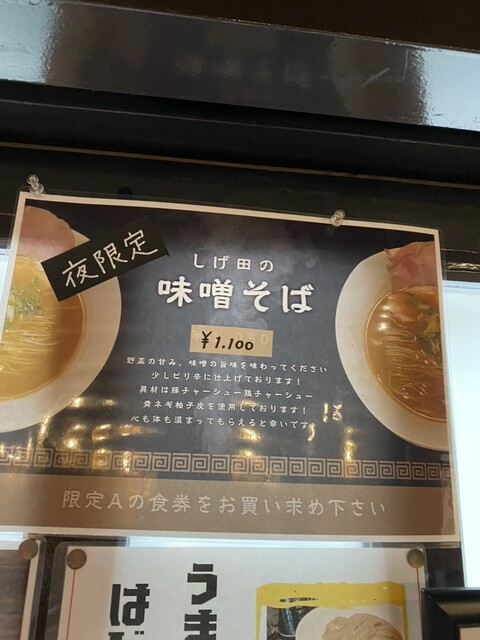 夜限定
しげ田の
味噌そば
¥1,100
野菜の甘み、味噌の旨味を味わってください
少しピリ辛に仕上げております！
具材は豚チャーシュー鶏チャーシュー
青ネギ柚子皮を使用しております！
心も体も温まってもらえると幸いです
限定Aの食券をお買い求め下さい
うま
はじ